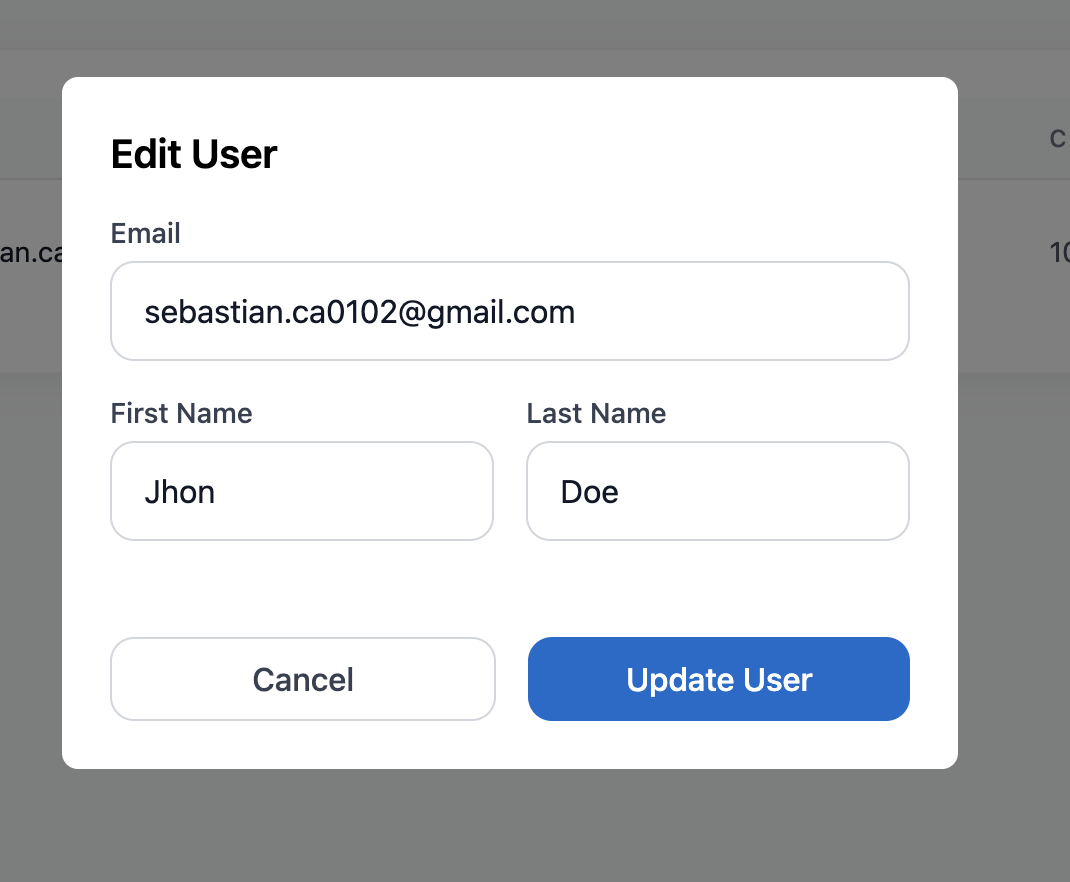 Edit User
Email
sebastian.ca0102@gmail.com
First Name
Last Name
Jhon
Doe
Cancel
Update User
an.ca
C
10